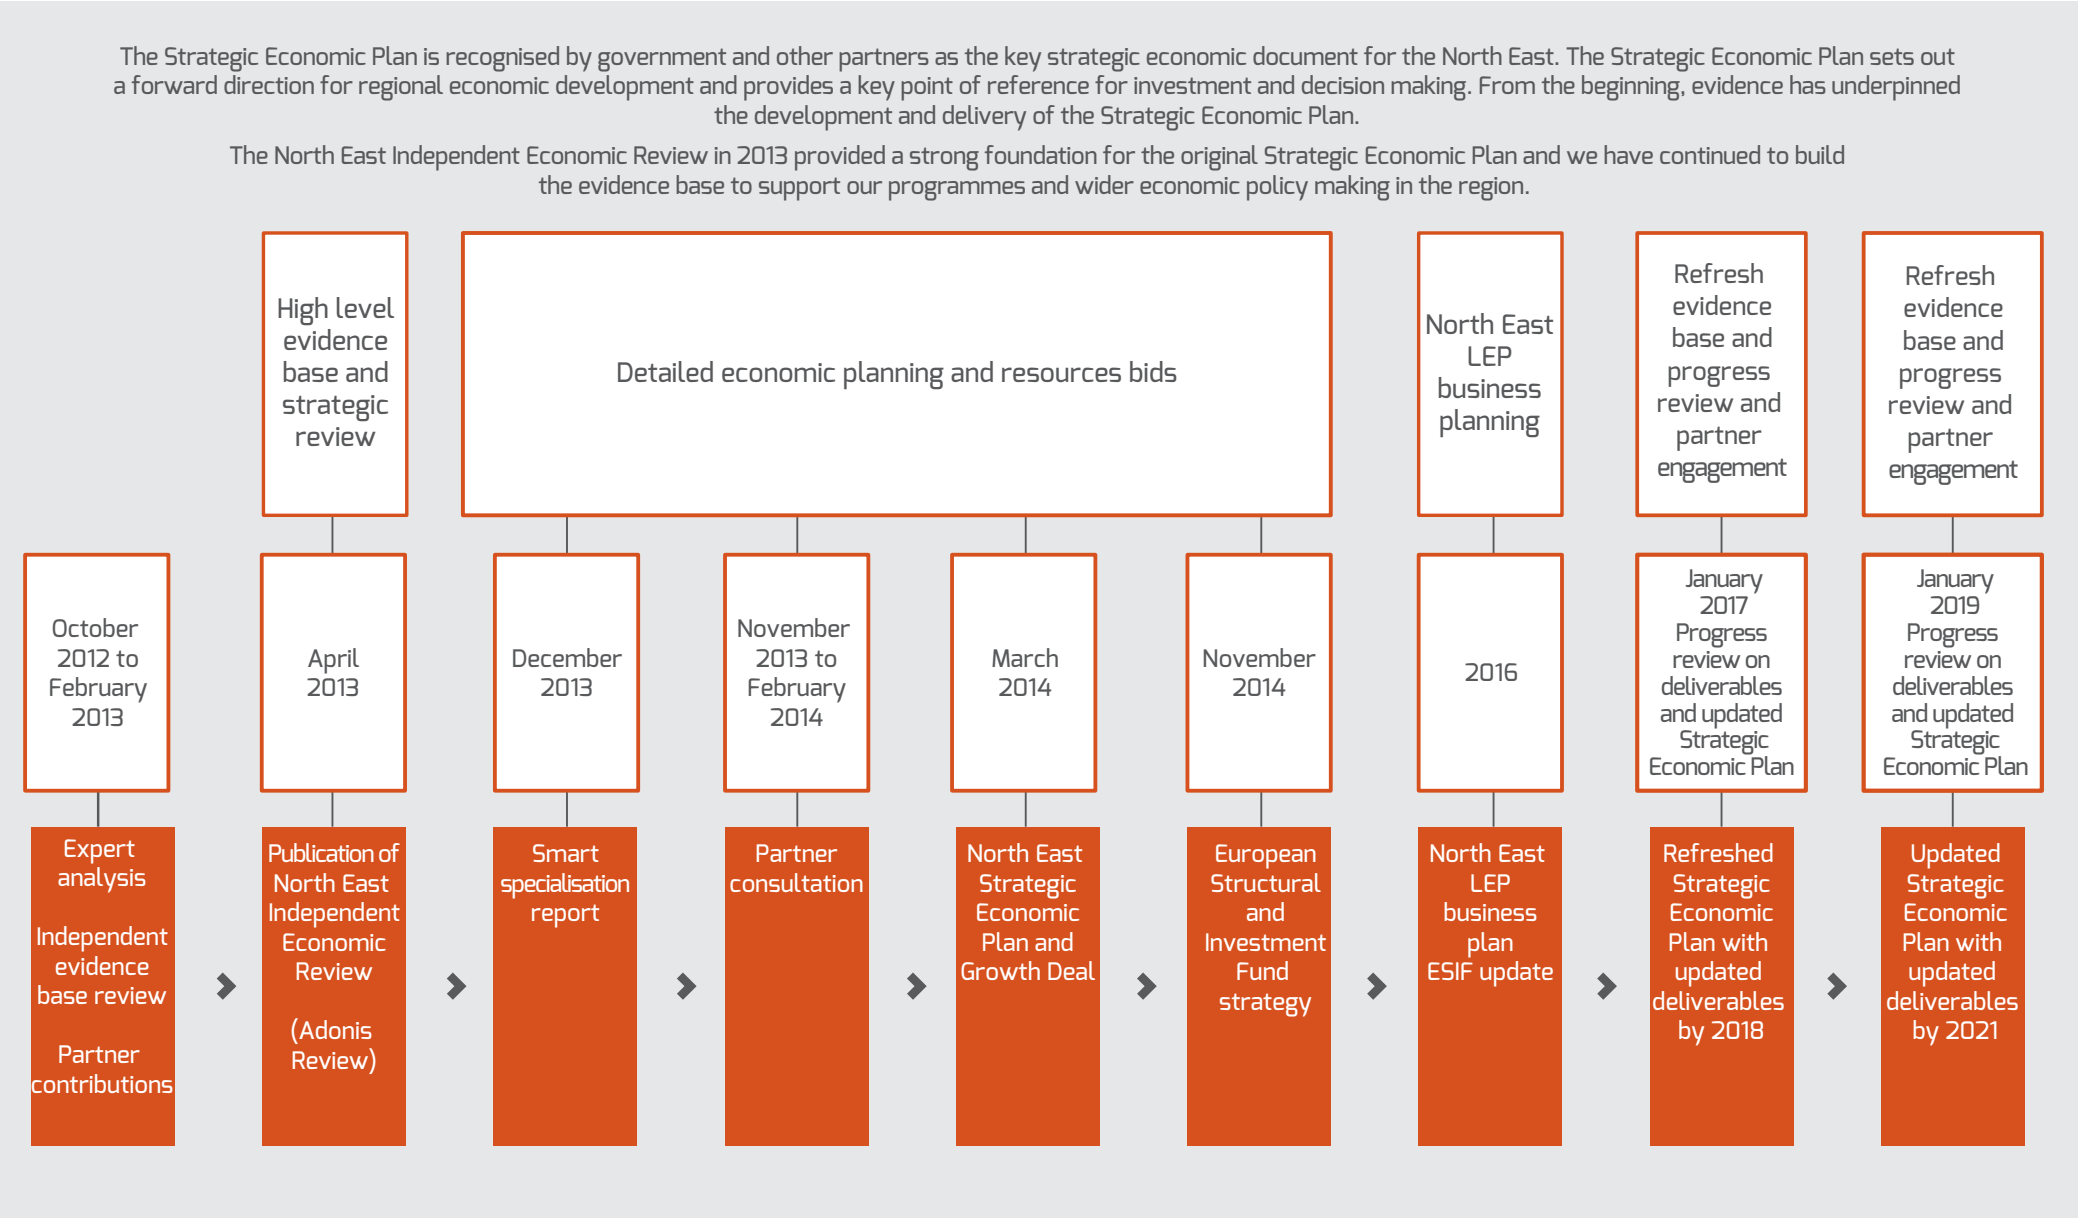 The Strategic Economic Plan is recognised by government and other partners as the key strategic economic document for the North East. The Strategic Economic Plan sets out
a forward direction for regional economic development and provides a key point of reference for investment and decision making. From the beginning, evidence has underpinned
the development and delivery of the Strategic Economic Plan.
The North East Independent Economic Review in 2013 provided a strong foundation for the original Strategic Economic Plan and we have continued to build
the evidence base to support our programmes and wider economic policy making in the region.
High level
evidence
base and
strategic
review
Detailed economic planning and resources bids
North East
LEP
business
planning
Refresh
evidence
base and
progress
review and
partner
engagement
Refresh
evidence
base and
progress
review and
partner
engagement
October
2012 to
February
2013
April
2013
December
2013
November
2013 to
February
2014
March
2014
November
2014
2016
January
2017
Progress
review on
deliverables
and updated
Strategic
Economic Plan
January
2019
Progress
review on
deliverables
and updated
Strategic
Economic Plan
Expert
analysis
Independent
evidence
base review
Partner
contributions
Publication of
North East
Independent
Economic
Review
(Adonis
Review)
Smart
specialisation
report
Partner
consultation
North East
Strategic
Economic
Plan and
Growth Deal
European
Structural
and
Investment
Fund
strategy
North East
LEP
business
plan
ESIF update
Refreshed
Strategic
Economic
Plan with
updated
deliverables
by 2018
Updated
Strategic
Economic
Plan with
updated
deliverables
by 2021